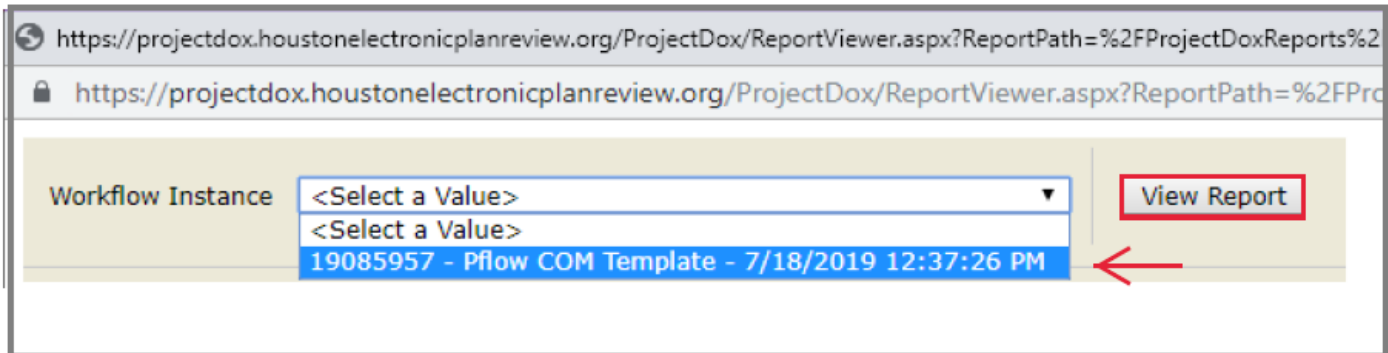 https://projectdox.houstonelectronicplanreview.org/ProjectDox/ReportViewer.aspx?ReportPath=%2FProjectDoxReports%2
https://projectdox.houstonelectronicplanreview.org/ProjectDox/ReportViewer.aspx?ReportPath=%2FPro
Workflow Instance <Select a Value> View Report
<Select a Value>
19085957 - Pflow COM Template - 7/18/2019 12:37:26 PM